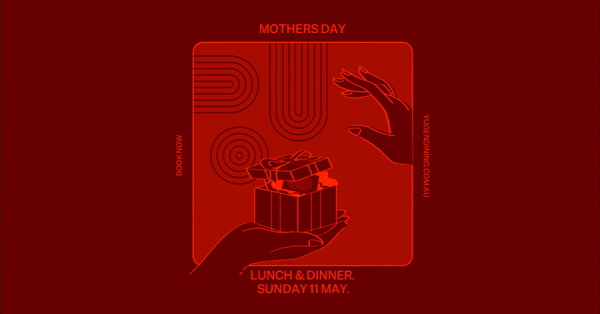 MOTHERS DAY
BOOK NOW
YUGENDINING.COM.AU
LUNCH & DINNER.
SUNDAY 11 MAY.